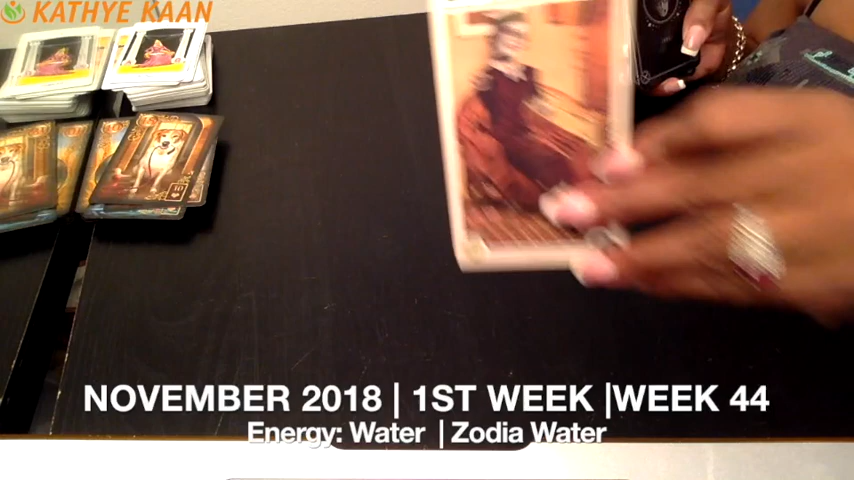 KATHYE KAAN
NOVEMBER 2018 | 1ST WEEK |WEEK 44
Energy: Water | Zodia Water